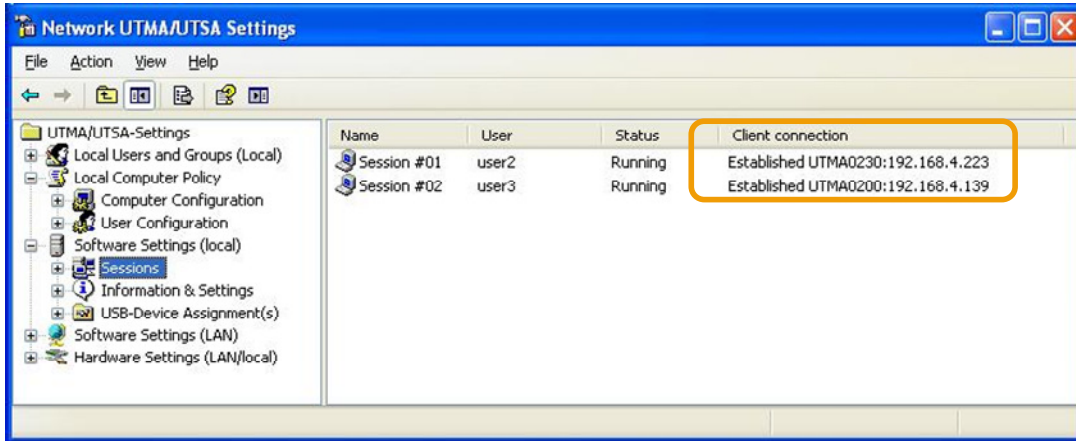 Network UTMA/UTSA Settings
File Action View Help
UTMA/UTSA-Settings
Local Users and Groups (Local)
Local Computer Policy
Computer Configuration
User Configuration
Software Settings (local)
Sessions
Information & Settings
USB-Device Assignment(s)
Software Settings (LAN)
Hardware Settings (LAN/local)
Name User Status Client connection
Session #01 user2 Running Established UTMA0230:192.168.4.223
Session #02 user3 Running Established UTMA0200:192.168.4.139